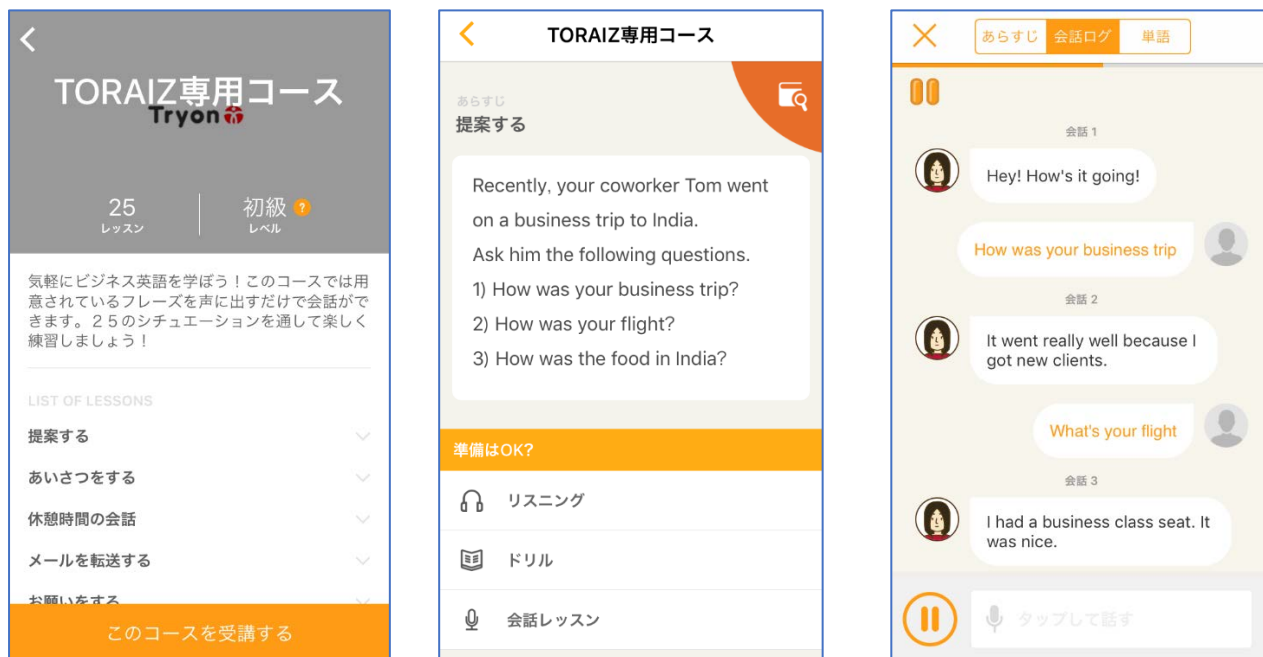 TORAIZ専用コース
Tryon
25
レッスン
初級 ?
レベル
気軽にビジネス英語を学ぼう！このコースでは用
意されているフレーズを声に出すだけで会話がで
きます。２５のシチュエーションを通して楽しく
練習しましょう！
LIST OF LESSONS
提案する
あいさつをする
休憩時間の会話
メールを転送する
お願いをする
このコースを受講する
TORAIZ専用コース
あらすじ
提案する
Recently, your coworker Tom went
on a business trip to India.
Ask him the following questions.
1) How was your business trip?
2) How was your flight?
3) How was the food in India?
準備はOK?
リスニング
ドリル
会話レッスン
あらすじ
会話ログ
単語
会話 1
Hey! How's it going!
How was your business trip
会話 2
It went really well because I
got new clients.
What's your flight
会話 3
I had a business class seat. It
was nice.
タップして話す